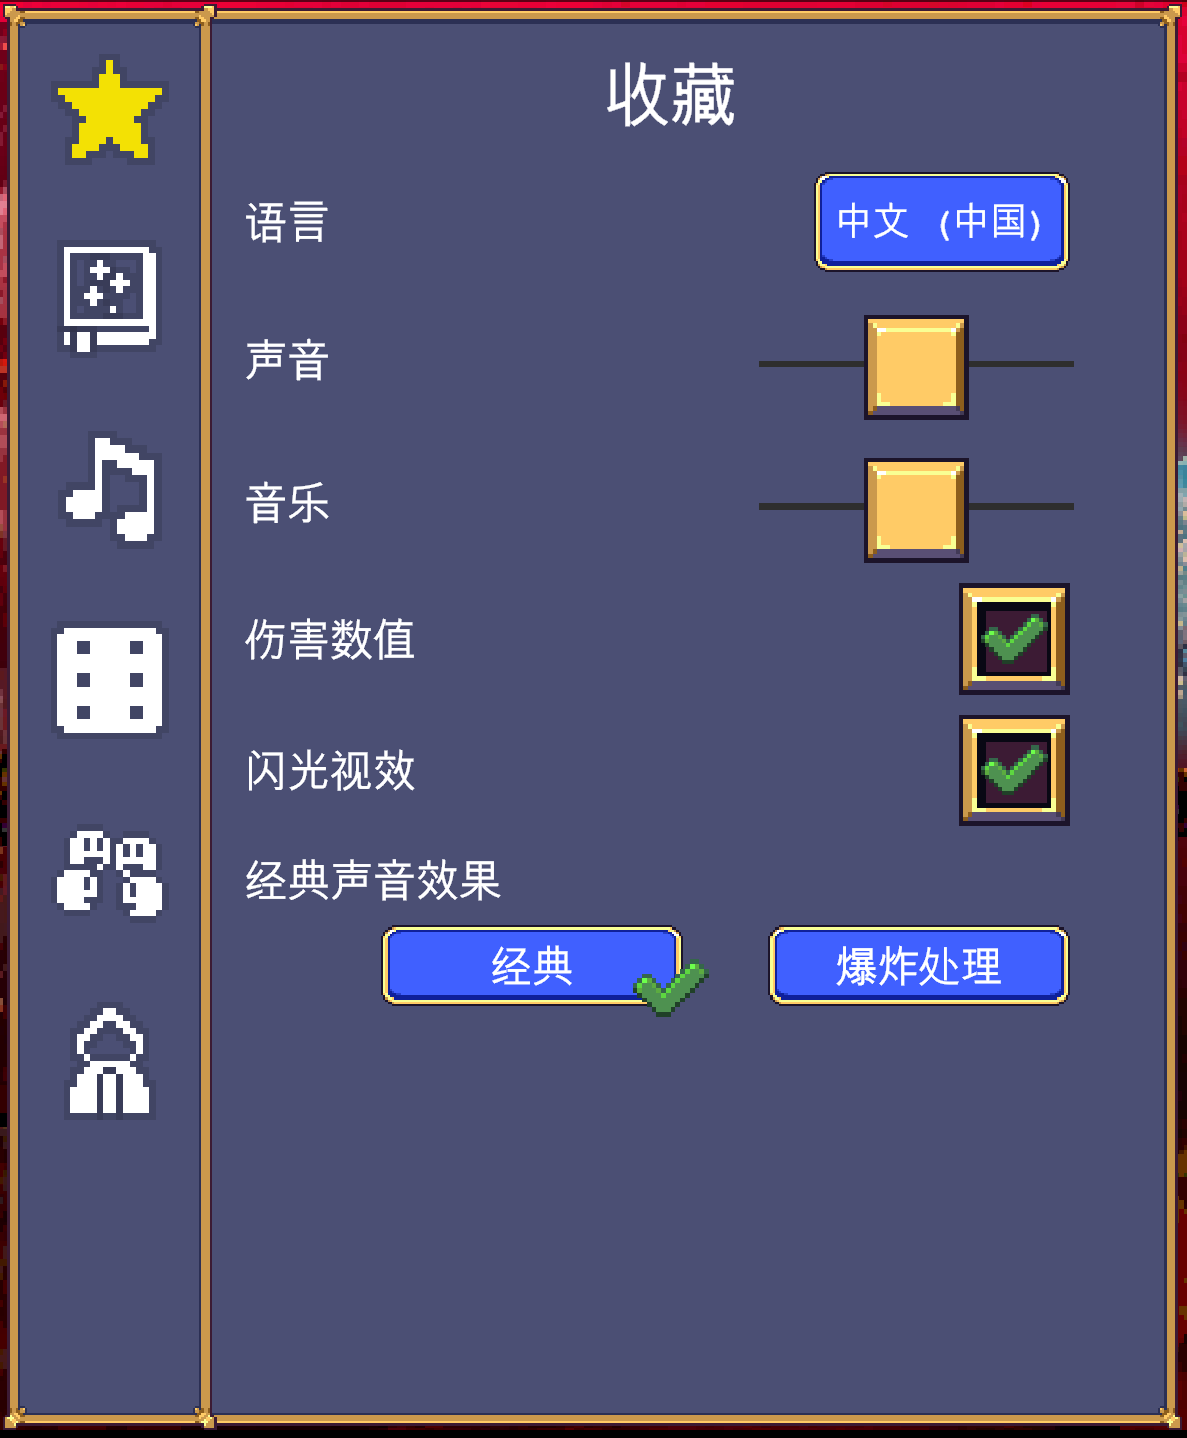 收藏
语言
中文 (中国)
声音
音乐
伤害数值
闪光视效
经典声音效果
经典
爆炸处理